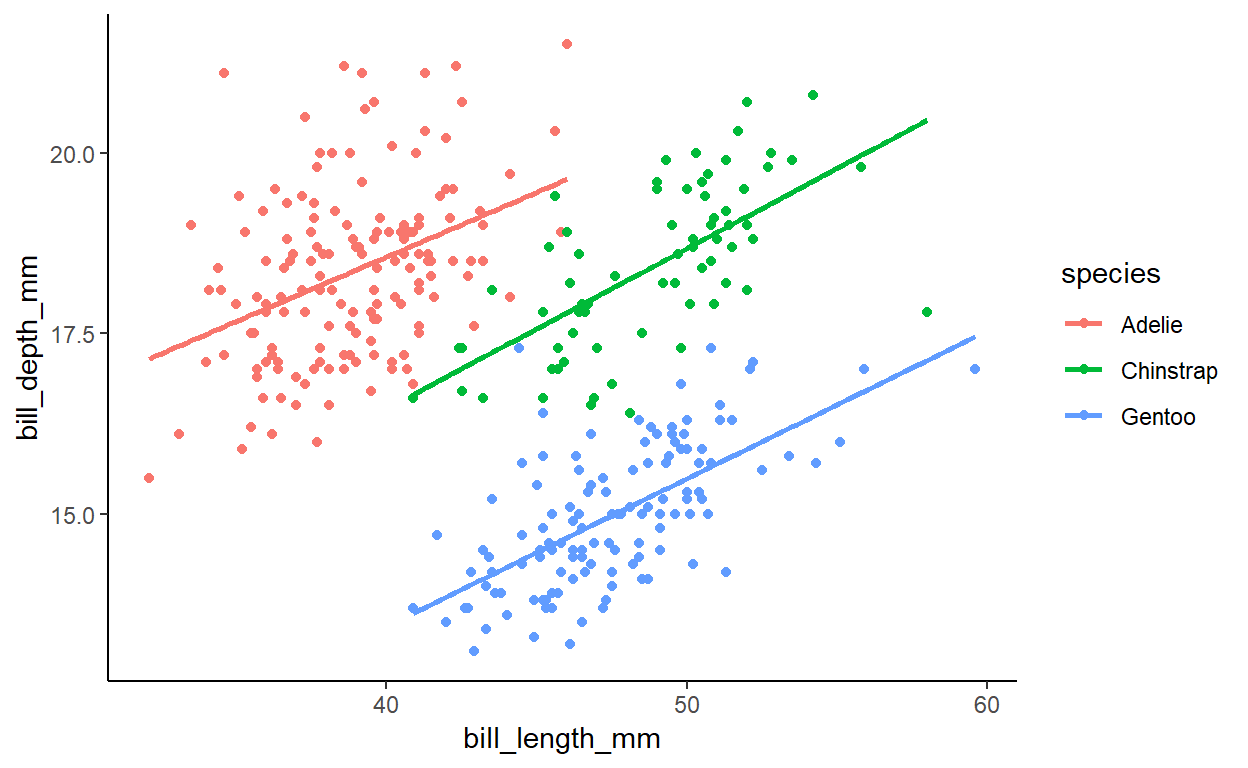 bill_depth_mm
20.0
17.5
15.0
40 50 60
bill_length_mm
species
Adelie
Chinstrap
Gentoo